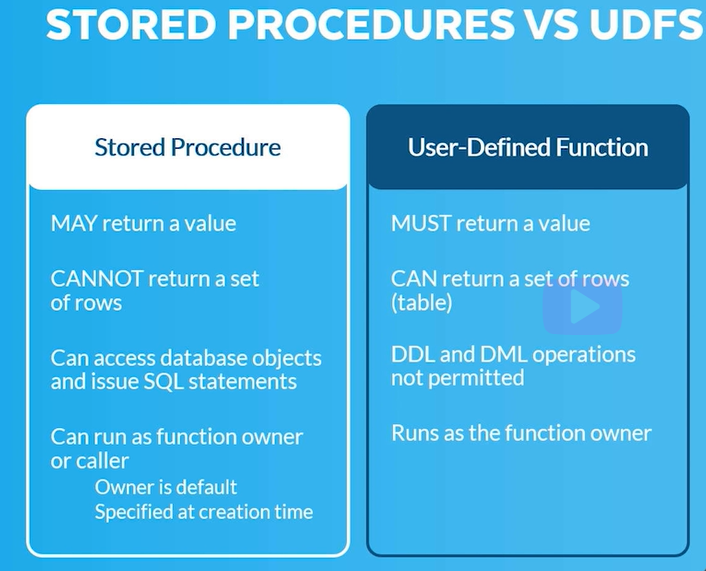 STORED PROCEDURES VS UDFS
Stored Procedure
MAY return a value
CANNOT return a set
of rows
Can access database objects
and issue SQL statements
Can run as function owner
or caller
Owner is default
Specified at creation time
User-Defined Function
MUST return a value
CAN return a set of rows
(table)
DDL and DML operations
not permitted
Runs as the function owner